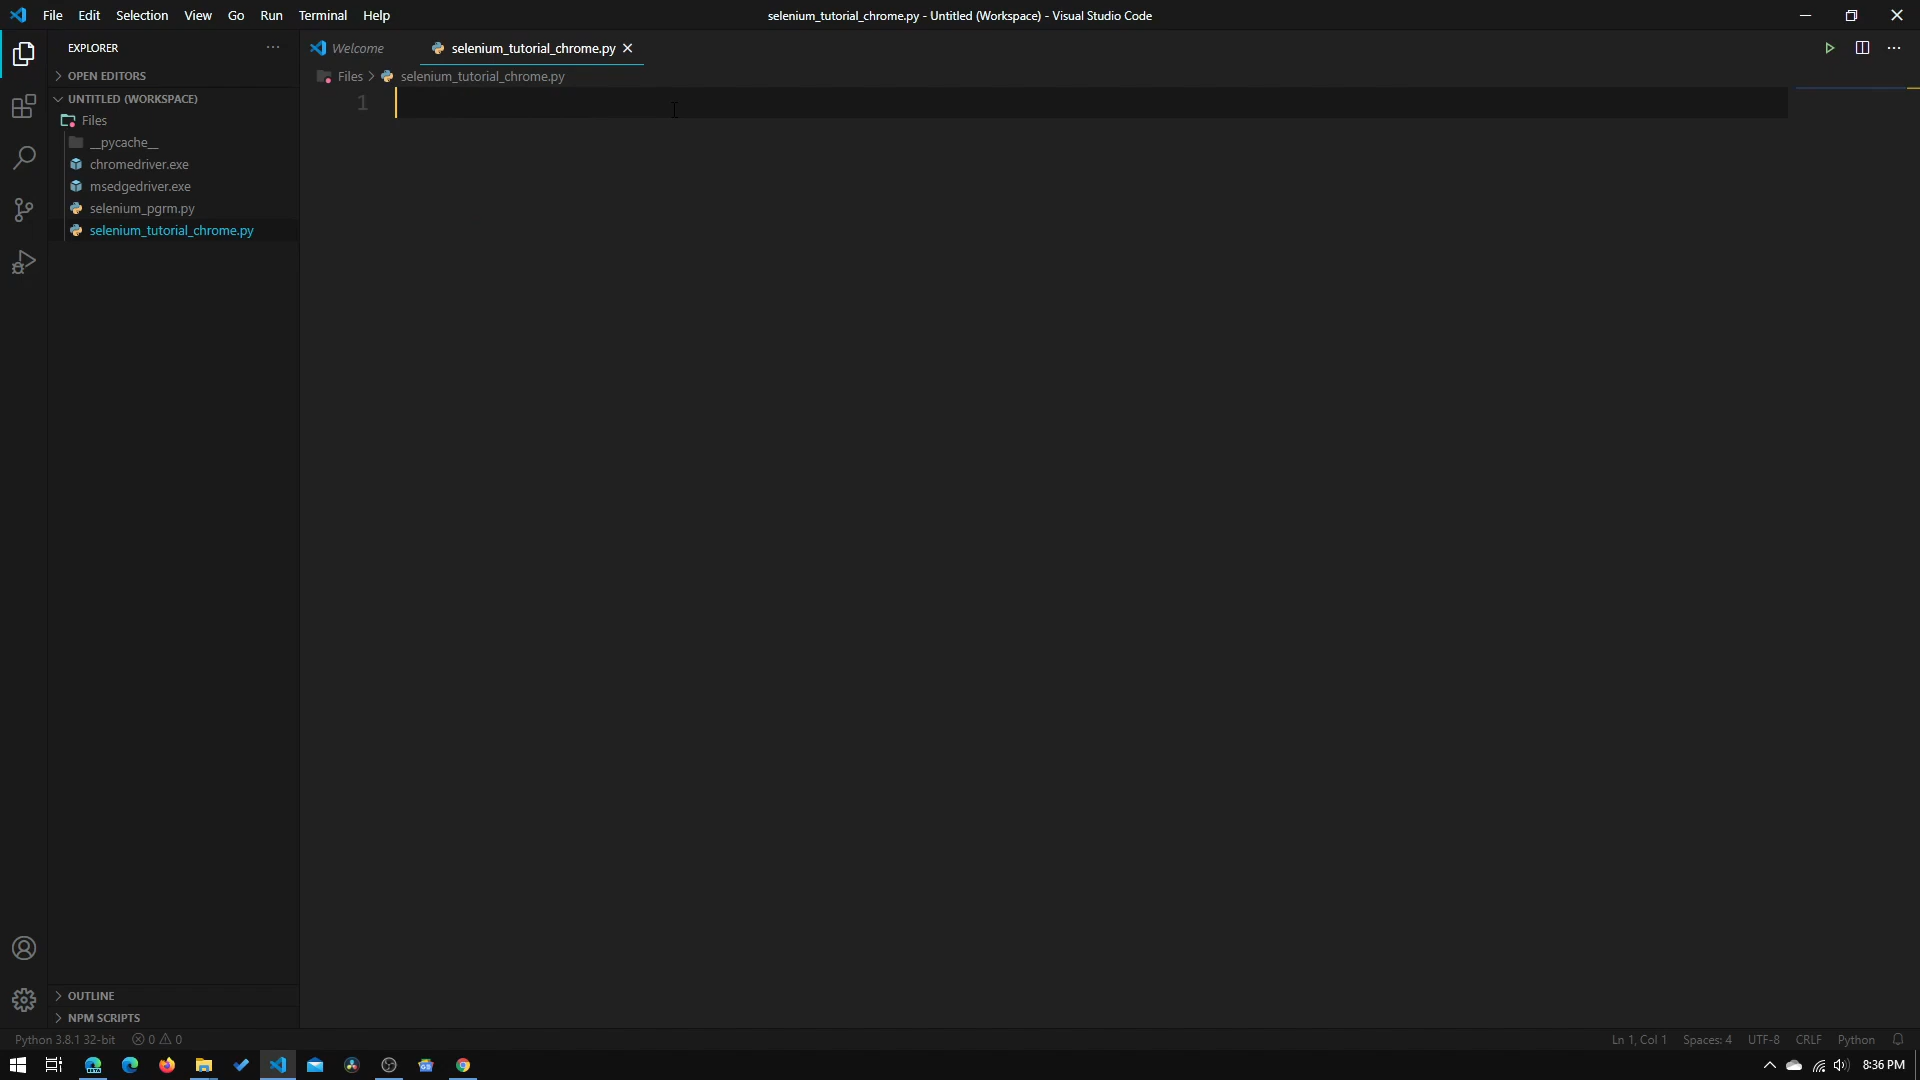 File Edit Selection View Go Run Terminal Help
selenium_tutorial_chrome.py - Untitled (Workspace) - Visual Studio Code
EXPLORER
OPEN EDITORS
UNTITLED (WORKSPACE)
Files
__pycache__
chromedriver.exe
msedgedriver.exe
selenium_pgrm.py
selenium_tutorial_chrome.py
OUTLINE
NPM SCRIPTS
Welcome
selenium_tutorial_chrome.py
Files > selenium_tutorial_chrome.py
1
Python 3.8.1 32-bit 0 0
Ln 1, Col 1 Spaces: 4 UTF-8 CRLF Python
BETA
8:36 PM